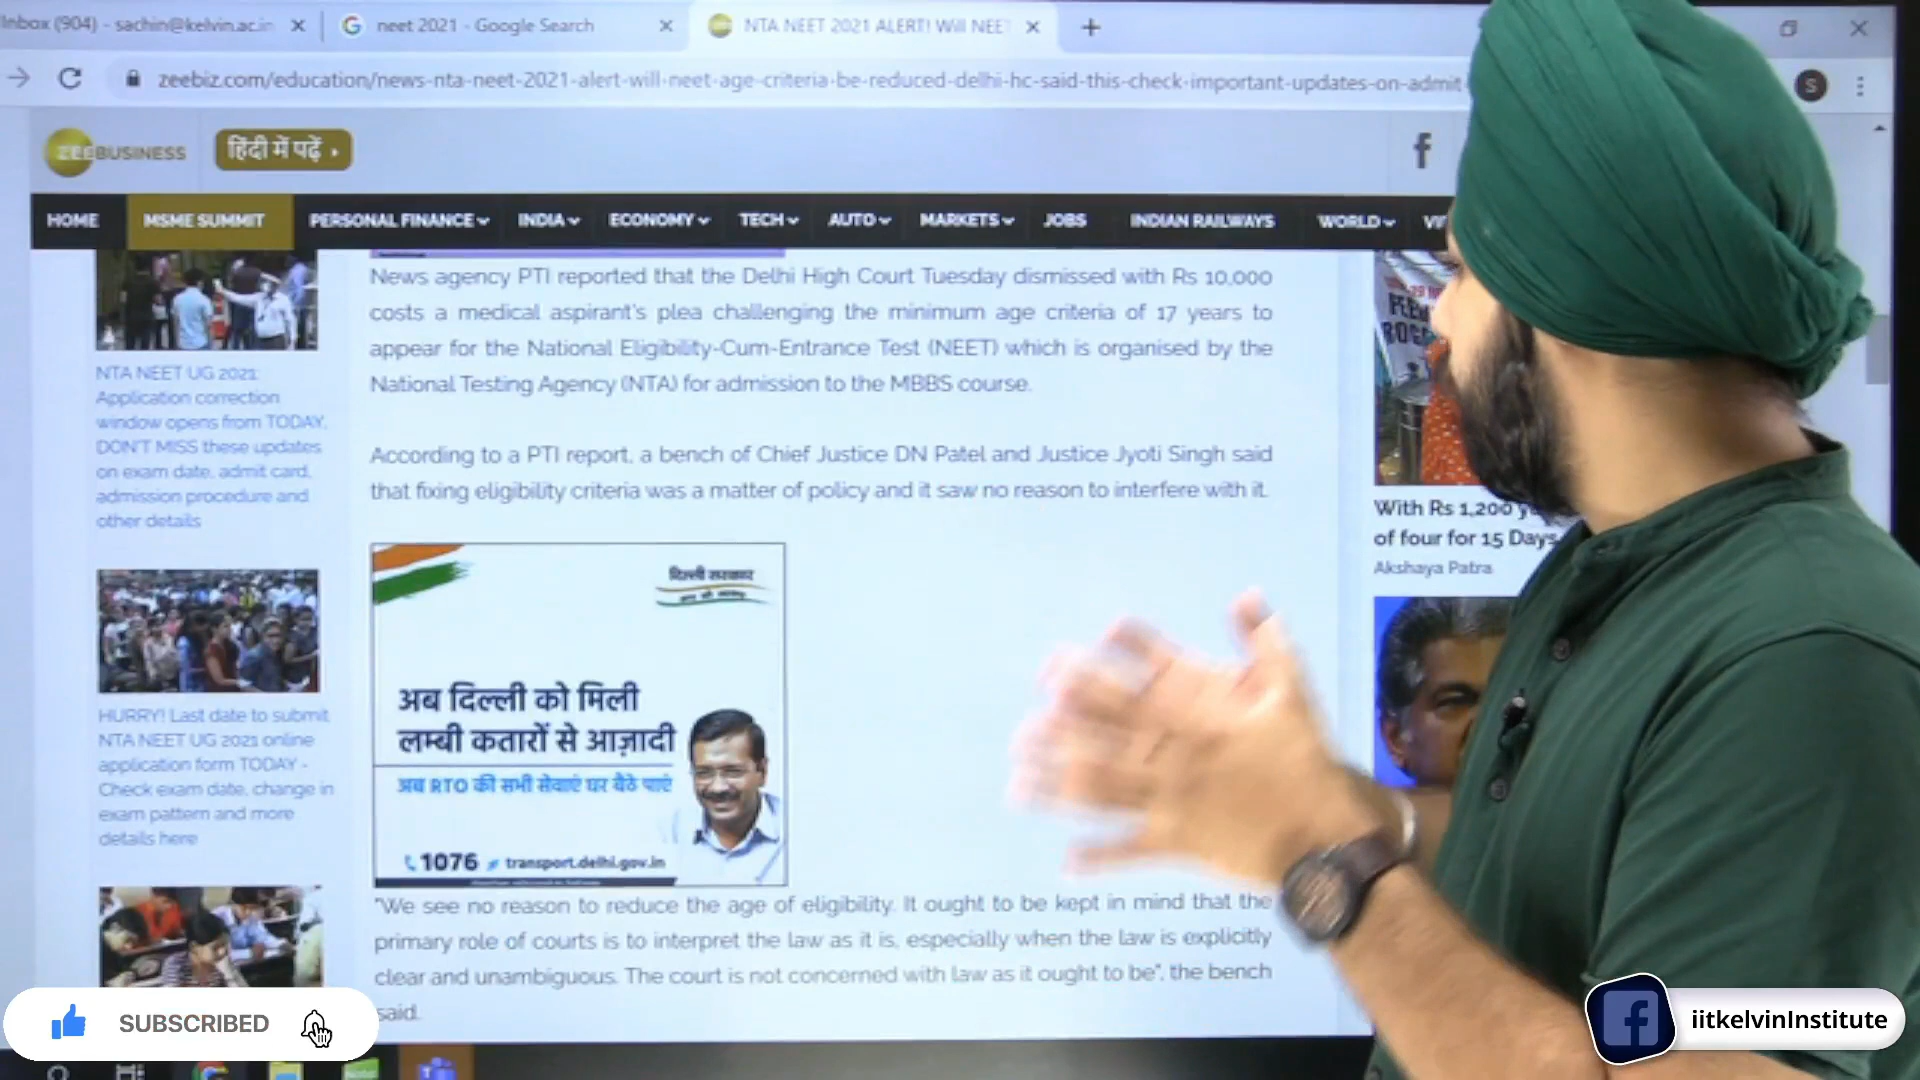 Inbox (904) - sachin@kelvin.ac.in
neet 2021 - Google Search
NTA NEET 2021 ALERT! Will NEE
zeebiz.com/education/news-nta-neet-2021-alert-will-neet-age-criteria-be-reduced-delhi-hc-said-this-check-important-updates-on-admit-
S
ZEEBUSINESS
हिंदी में पढ़ें
HOME
MSME SUMMIT
PERSONAL FINANCE
INDIA
ECONOMY
TECH
AUTO
MARKETS
JOBS
INDIAN RAILWAYS
WORLD
News agency PTI reported that the Delhi High Court Tuesday dismissed with Rs 10,000
costs a medical aspirant's plea challenging the minimum age criteria of 17 years to
appear for the National Eligibility-Cum-Entrance Test (NEET) which is organised by the
National Testing Agency (NTA) for admission to the MBBS course.
According to a PTI report, a bench of Chief Justice DN Patel and Justice Jyoti Singh said
that fixing eligibility criteria was a matter of policy and it saw no reason to interfere with it.
NTA NEET UG 2021:
Application correction
window opens from TODAY,
DON'T MISS these updates
on exam date, admit card,
admission procedure and
other details
HURRY! Last date to submit
NTA NEET UG 2021 online
application form TODAY -
Check exam date, change in
exam pattern and more
details here
दिल्ली सरकार
आप की सरकार
अब दिल्ली को मिली
लम्बी कतारों से आज़ादी
अब RTO की सभी सेवाएं घर बैठे पाएं
1076 transport.delhi.gov.in
"We see no reason to reduce the age of eligibility. It ought to be kept in mind that the
primary role of courts is to interpret the law as it is, especially when the law is explicitly
clear and unambiguous. The court is not concerned with law as it ought to be", the bench
said.
With Rs 1,200
of four for 15 Days
Akshaya Patra
SUBSCRIBED
iitkelvinInstitute